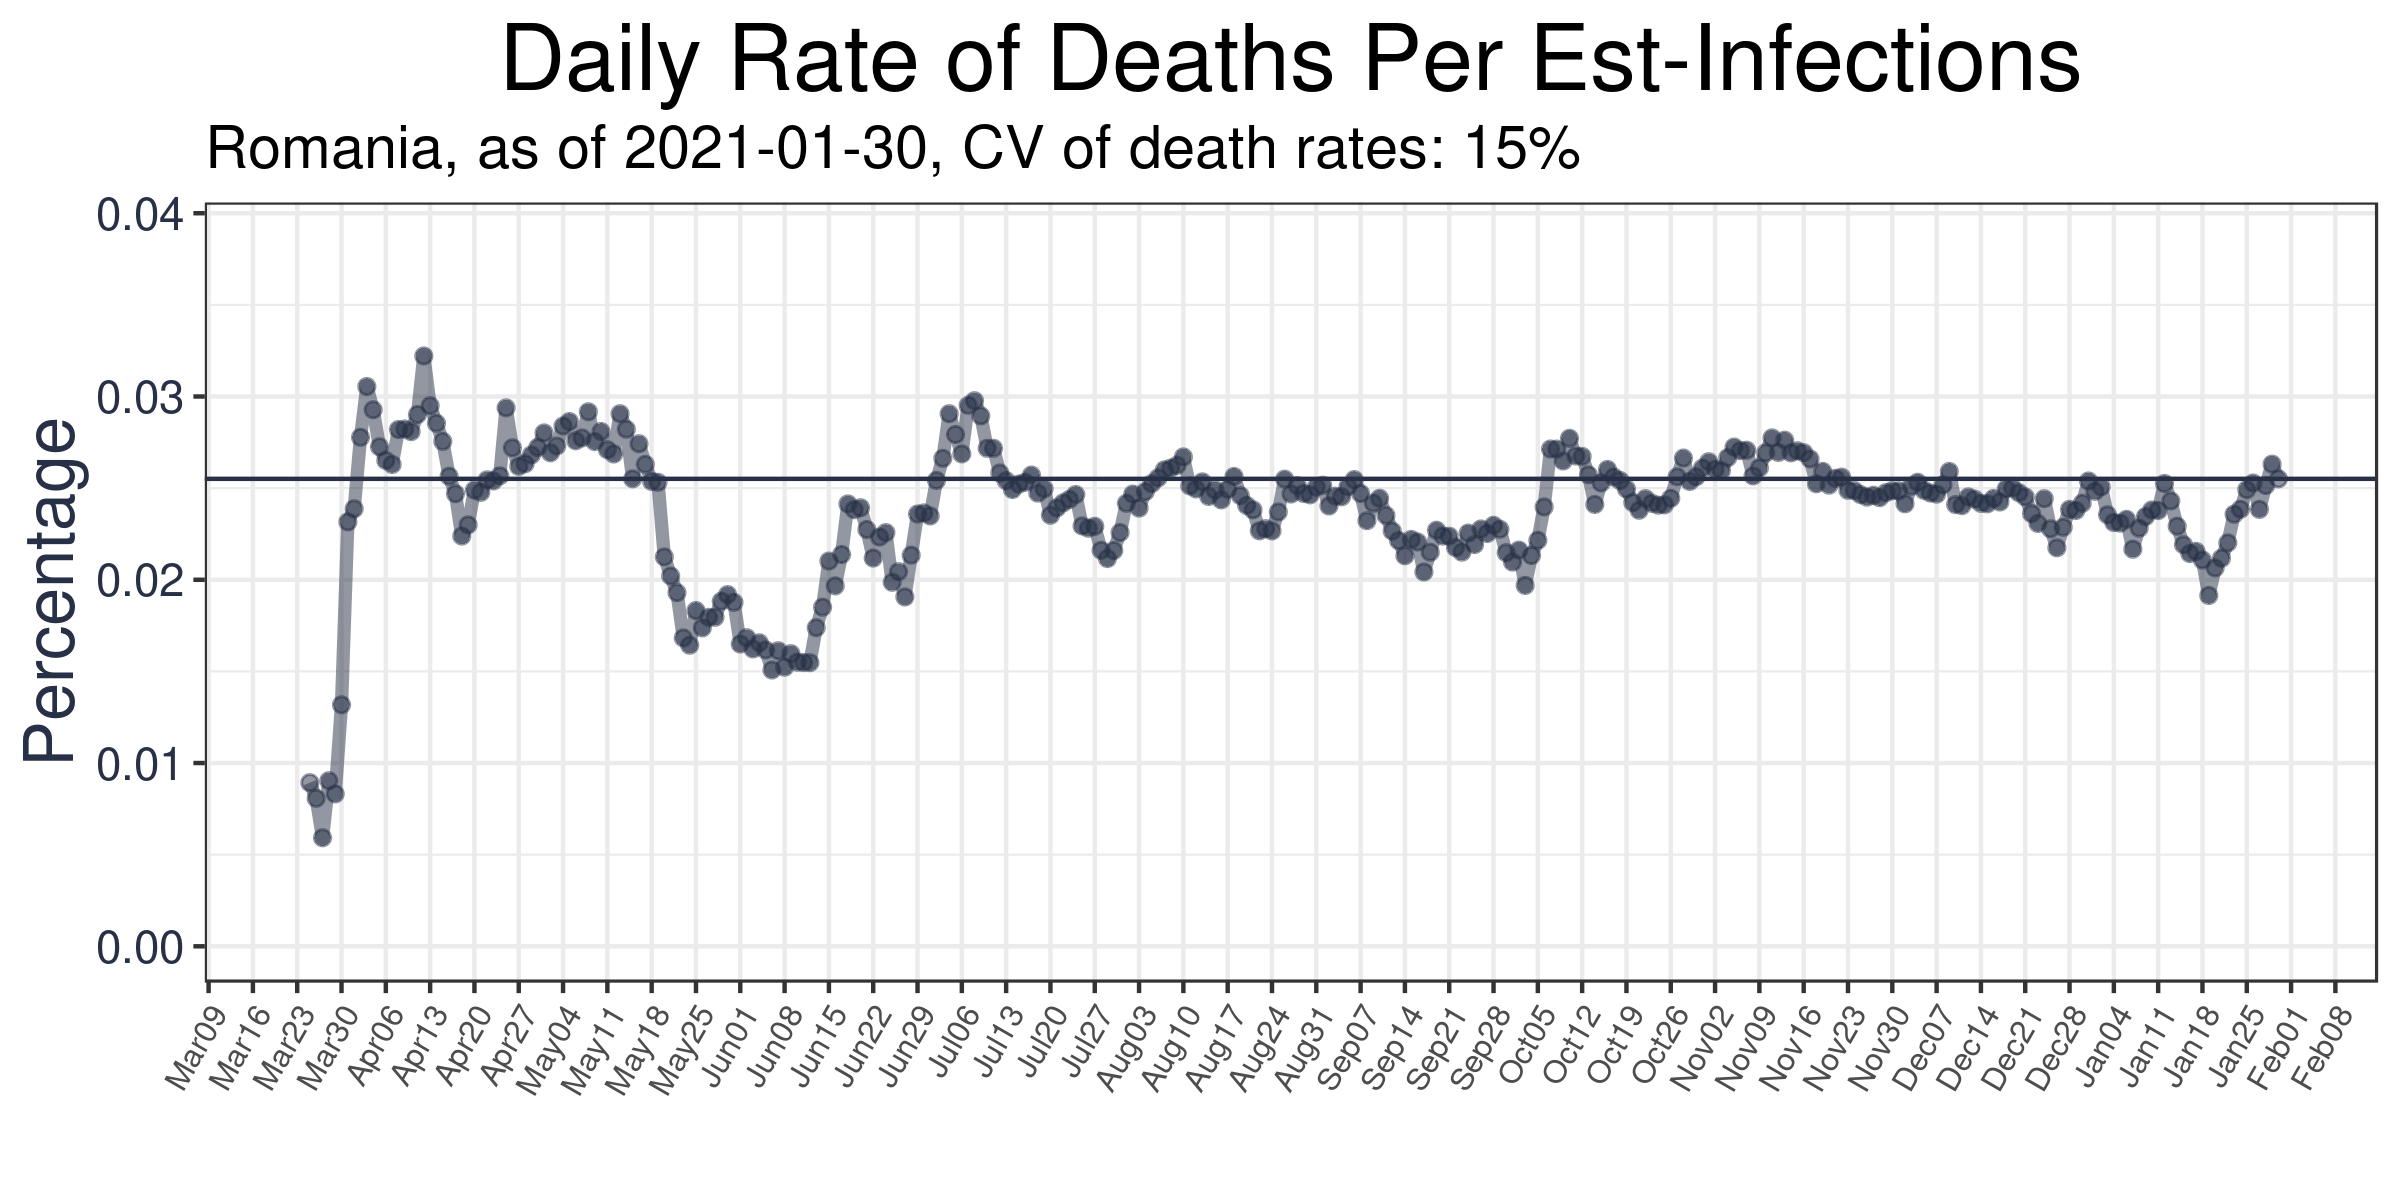 Daily Rate of Deaths Per Est-Infections
Romania, as of 2021-01-30, CV of death rates: 15%
Percentage
0.04
0.03
0.02
0.01
0.00
Mar09
Mar16
Mar23
Mar30
Apr06
Apr13
Apr20
Apr27
May04
May11
May18
May25
Jun01
Jun08
Jun15
Jun22
Jun29
Jul06
Jul13
Jul20
Jul27
Aug03
Aug10
Aug17
Aug24
Aug31
Sep07
Sep14
Sep21
Sep28
Oct05
Oct12
Oct19
Oct26
Nov02
Nov09
Nov16
Nov23
Nov30
Dec07
Dec14
Dec21
Dec28
Jan04
Jan11
Jan18
Jan25
Feb01
Feb08